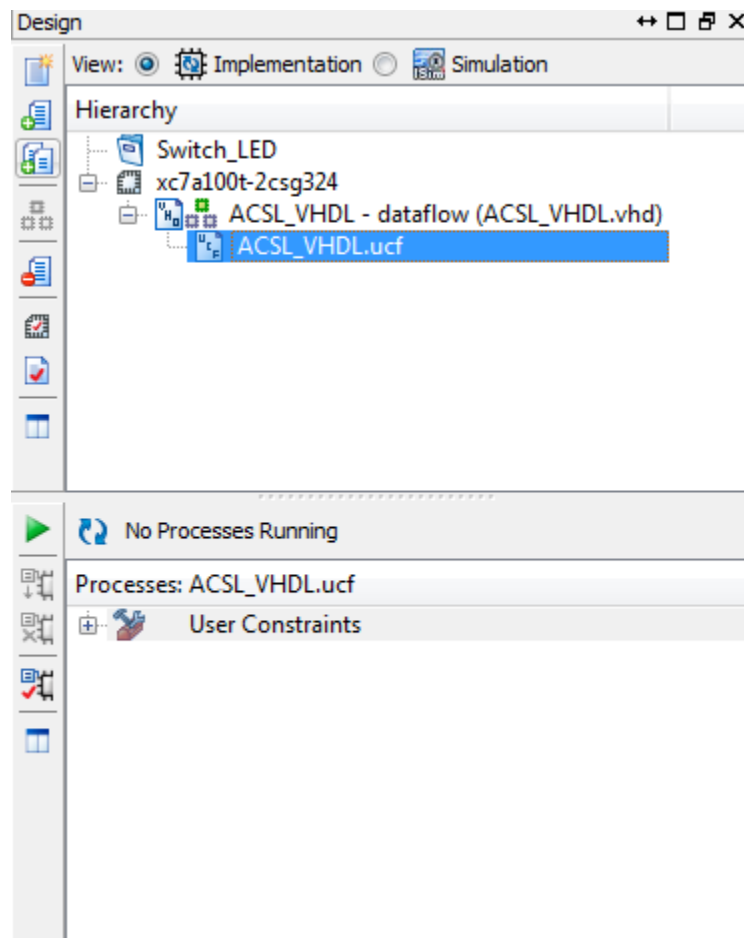 Design
View: Implementation Simulation
Hierarchy
Switch_LED
xc7a100t-2csg324
ACSL_VHDL - dataflow (ACSL_VHDL.vhd)
ACSL_VHDL.ucf
No Processes Running
Processes: ACSL_VHDL.ucf
User Constraints